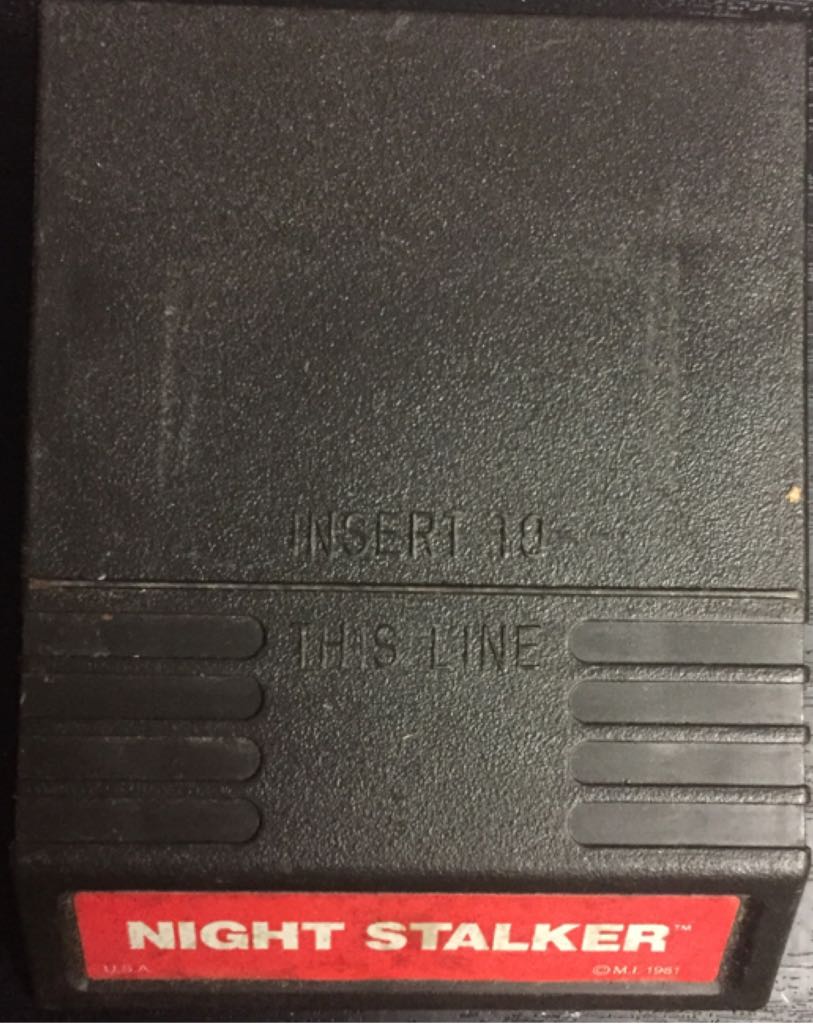 INSERT TO
THIS LINE
NIGHT STALKER™
U.S.A. ©M.I. 1981